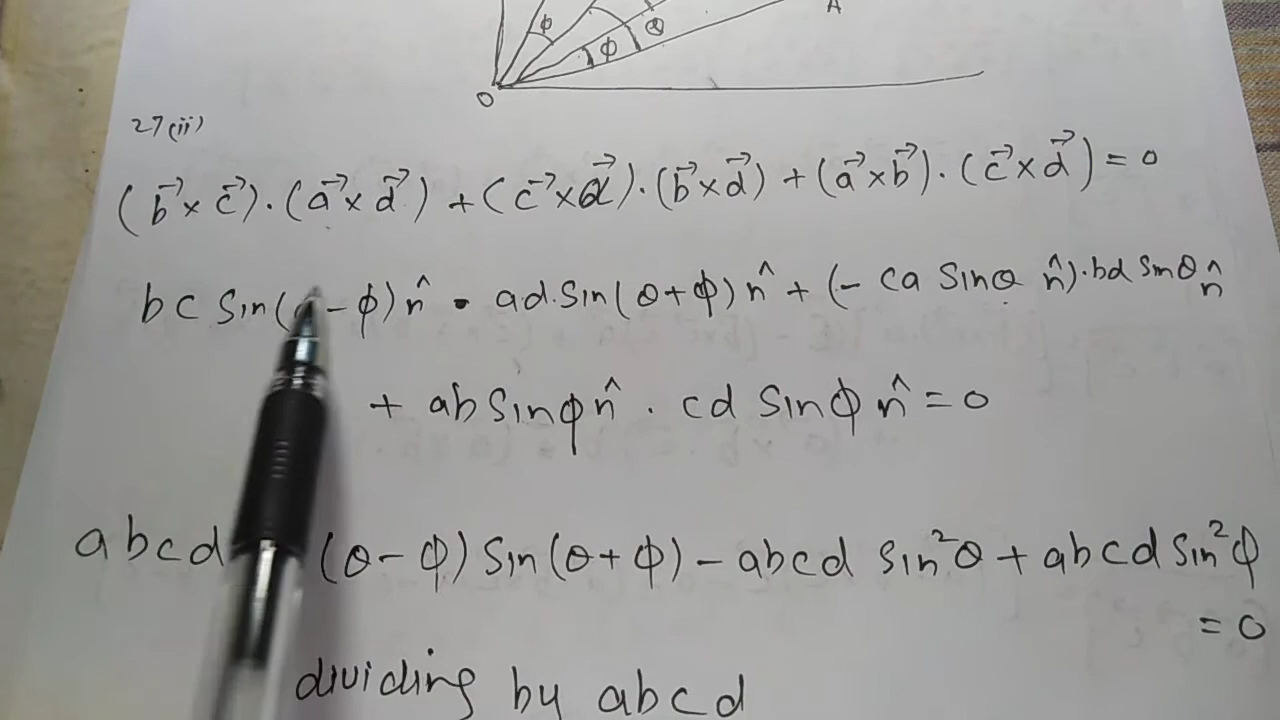 φ θ A
φ
O
27(ii)
(b⃗ × c⃗).(a⃗ × d⃗) + (c⃗ × a⃗).(b⃗ × d⃗) + (a⃗ × b⃗).(c⃗ × d⃗) = 0
bc Sin( - φ) n̂ . ad.Sin(θ+φ) n̂ + (- ca Sinθ n̂).bd Sinθ n̂
+ ab Sinφ n̂ . cd Sinφ n̂ = 0
abcd (θ-φ) Sin(θ+φ) - abcd sin²θ + abcd Sin²φ
= 0
dividing by abcd